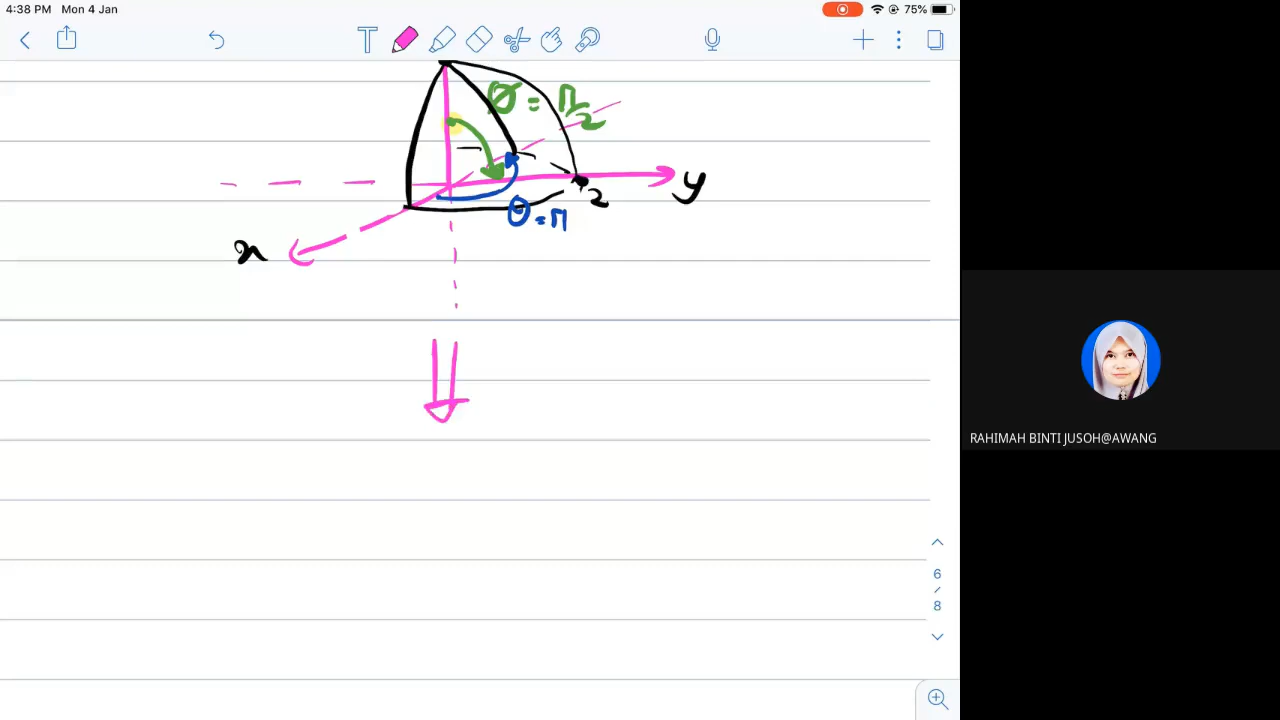 4:38 PM Mon 4 Jan
75%
T
Ø = π/2
y
2
θ = π
x
RAHIMAH BINTI JUSOH@AWANG
6
/
8